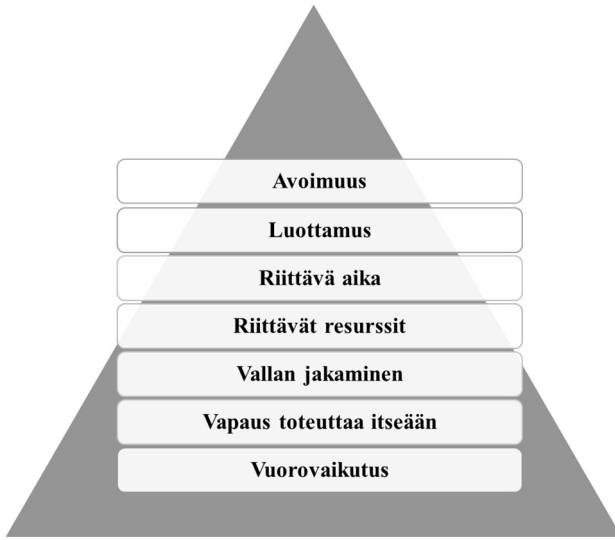 Avoimuus
Luottamus
Riittävä aika
Riittävät resurssit
Vallan jakaminen
Vapaus toteuttaa itseään
Vuorovaikutus